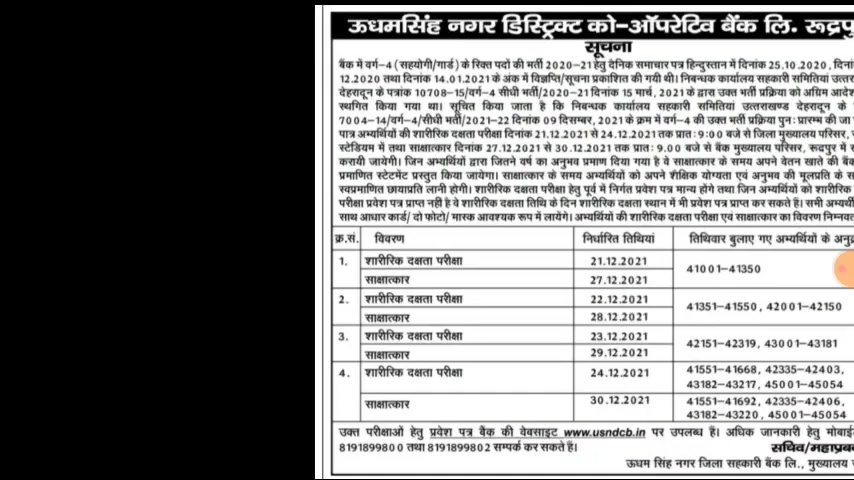 ऊधमसिंह नगर डिस्ट्रिक्ट को-ऑपरेटिव बैंक लि. रूद्रपु
सूचना
बैंक में वर्ग-4 (सहयोगी/गार्ड) के रिक्त पदों की भर्ती 2020-21 हेतु दैनिक समाचार पत्र हिन्दुस्तान में दिनांक 25.10.2020, दिनां
12.2020 तथा दिनांक 14.01.2021 के अंक में विज्ञप्ति/सूचना प्रकाशित की गयी थी। निबन्धक कार्यालय सहकारी समितियां उत्तर
देहरादून के पत्रांक 10708-15/वर्ग-4 सीधी भर्ती/2020-21 दिनांक 15 मार्च, 2021 के द्वारा उक्त भर्ती प्रक्रिया को अग्रिम आदेश
स्थगित किया गया था। सूचित किया जाता है कि निबन्धक कार्यालय सहकारी समितियां उत्तराखण्ड देहरादून के
7004-14/वर्ग-4/सीधी भर्ती/2021-22 दिनांक 09 दिसम्बर, 2021 के क्रम में वर्ग-4 की उक्त भर्ती प्रक्रिया पुन: प्रारम्भ की जा
पात्र अभ्यर्थियों की शारीरिक दक्षता परीक्षा दिनांक 21.12.2021 से 24.12.2021 तक प्रात: 9:00 बजे से जिला मुख्यालय परिसर,
स्टेडियम में तथा साक्षात्कार दिनांक 27.12.2021 से 30.12.2021 तक प्रात: 9.00 बजे से बैंक मुख्यालय परिसर, रूद्रपुर में स
करायी जायेगी। जिन अभ्यर्थियों द्वारा जितने वर्ष का अनुभव प्रमाण दिया गया है वे साक्षात्कार के समय अपने वेतन खाते की बैंक
प्रमाणित स्टेटमेंट प्रस्तुत किया जायेगा। साक्षात्कार के समय अभ्यर्थियों को अपने शैक्षिक योग्यता एवं अनुभव की मूलप्रति के स
स्वप्रमाणित छायाप्रति लानी होगी। शारीरिक दक्षता परीक्षा हेतु पूर्व में निर्गत प्रवेश पत्र मान्य होंगे तथा जिन अभ्यर्थियों को शारीरिक
परीक्षा प्रवेश पत्र प्राप्त नहीं है वे शारीरिक दक्षता तिथि के दिन शारीरिक दक्षता स्थान में भी प्रवेश पत्र प्राप्त कर सकते हैं। सभी अभ्यर्थी
साथ आधार कार्ड/ दो फोटो/ मास्क आवश्यक रूप में लायेंगे। अभ्यर्थियों की शारीरिक दक्षता परीक्षा एवं साक्षात्कार का विवरण निम्नवत
क्र.सं. विवरण निर्धारित तिथियां तिथिवार बुलाए गए अभ्यर्थियों के अनुक्र
1. शारीरिक दक्षता परीक्षा 21.12.2021 41001-41350
साक्षात्कार 27.12.2021
2. शारीरिक दक्षता परीक्षा 22.12.2021 41351-41550, 42001-42150
साक्षात्कार 28.12.2021
3. शारीरिक दक्षता परीक्षा 23.12.2021 42151-42319, 43001-43181
साक्षात्कार 29.12.2021
4. शारीरिक दक्षता परीक्षा 24.12.2021 41551-41668, 42335-42403,
43182-43217, 45001-45054
साक्षात्कार 30.12.2021 41551-41692, 42335-42406,
43182-43220, 45001-45054
उक्त परीक्षाओं हेतु प्रवेश पत्र बैंक की वेबसाइट www.usndcb.in पर उपलब्ध है। अधिक जानकारी हेतु मोबाई
8191899800 तथा 8191899802 सम्पर्क कर सकते हैं। सचिव/महाप्रबन
ऊधम सिंह नगर जिला सहकारी बैंक लि., मुख्यालय